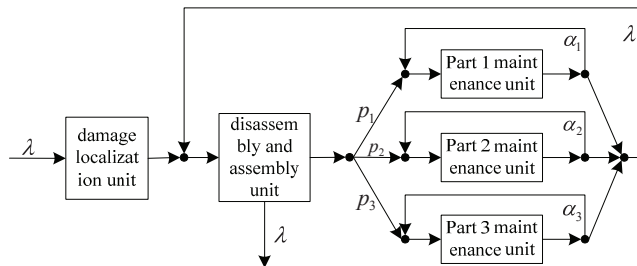 α₁
λ
Part 1 maint
enance unit
p₁
disassem
bly and
assembly
unit
damage
localizat
ion unit
λ
p₂
α₂
Part 2 maint
enance unit
p₃
α₃
Part 3 maint
enance unit
λ